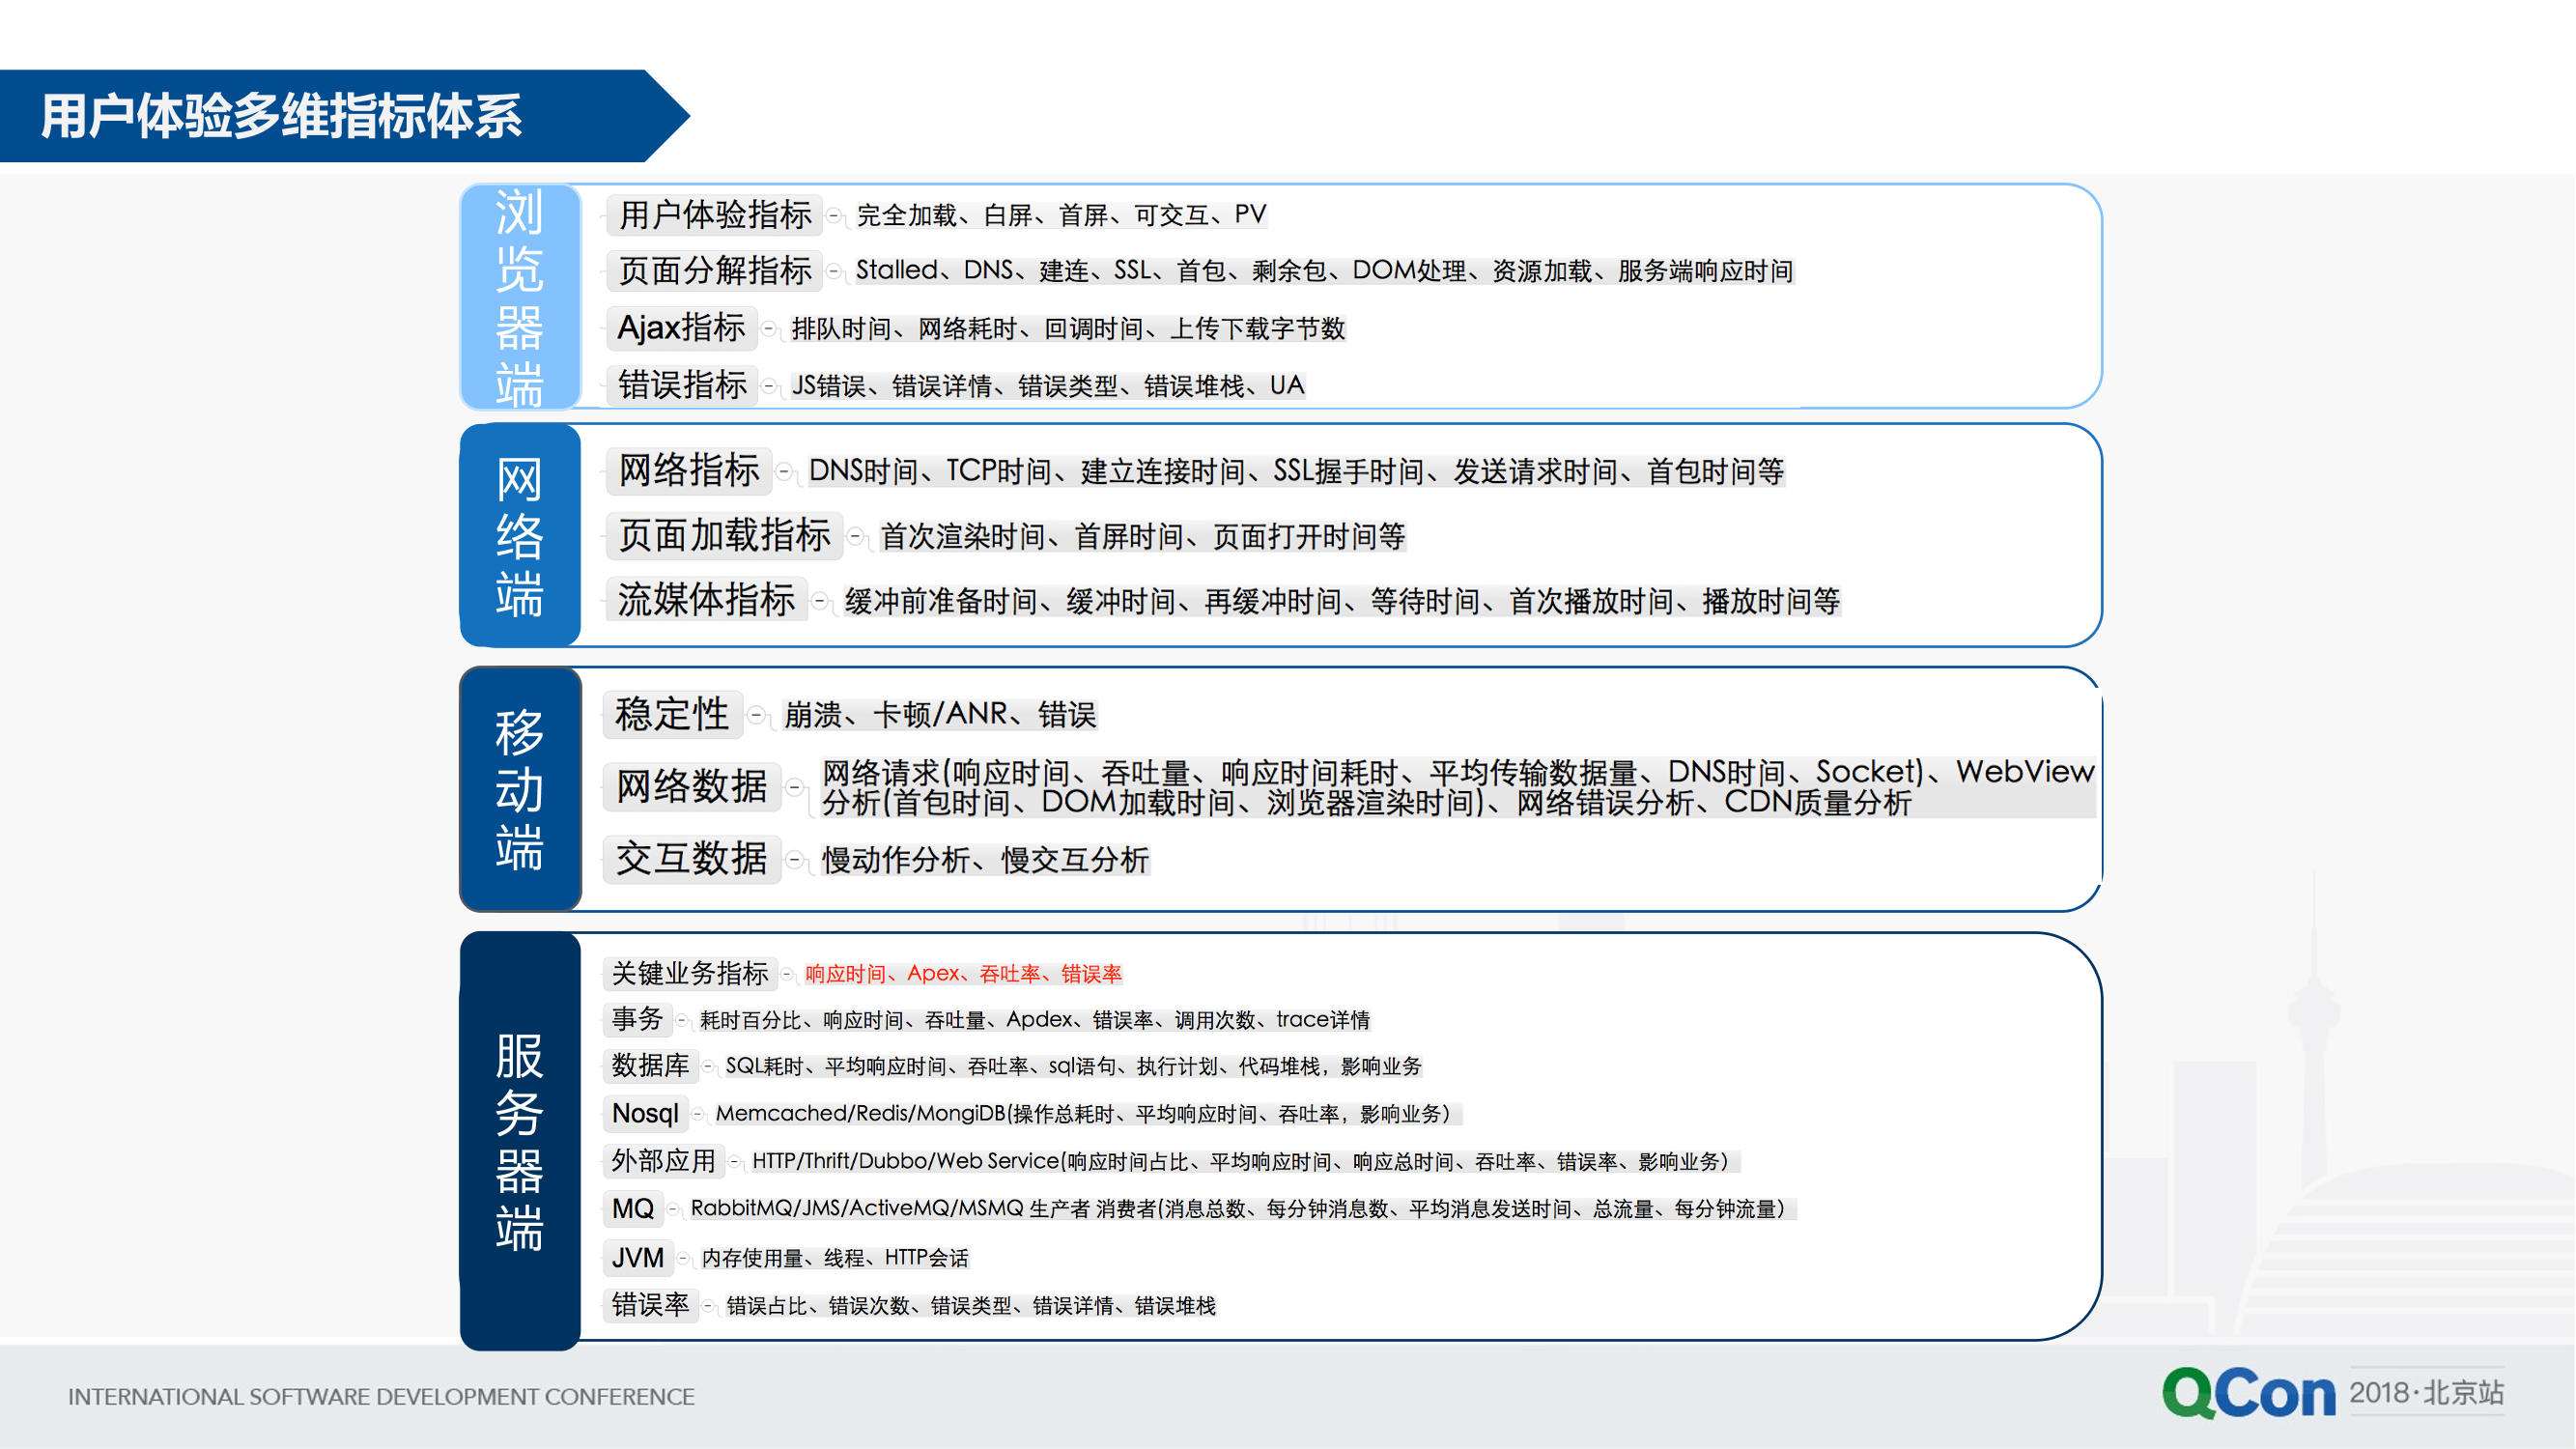 用户体验多维指标体系
浏览器端
用户体验指标 完全加载、白屏、首屏、可交互、PV
页面分解指标 Stalled、DNS、建连、SSL、首包、剩余包、DOM处理、资源加载、服务端响应时间
Ajax指标 排队时间、网络耗时、回调时间、上传下载字节数
错误指标 JS错误、错误详情、错误类型、错误堆栈、UA
网络端
网络指标 DNS时间、TCP时间、建立连接时间、SSL握手时间、发送请求时间、首包时间等
页面加载指标 首次渲染时间、首屏时间、页面打开时间等
流媒体指标 缓冲前准备时间、缓冲时间、再缓冲时间、等待时间、首次播放时间、播放时间等
移动端
稳定性 崩溃、卡顿/ANR、错误
网络数据 网络请求(响应时间、吞吐量、响应时间耗时、平均传输数据量、DNS时间、Socket)、WebView
分析(首包时间、DOM加载时间、浏览器渲染时间)、网络错误分析、CDN质量分析
交互数据 慢动作分析、慢交互分析
服务器端
关键业务指标 响应时间、Apex、吞吐率、错误率
事务 耗时百分比、响应时间、吞吐量、Apdex、错误率、调用次数、trace详情
数据库 SQL耗时、平均响应时间、吞吐率、sql语句、执行计划、代码堆栈，影响业务
Nosql Memcached/Redis/MongiDB(操作总耗时、平均响应时间、吞吐率，影响业务）
外部应用 HTTP/Thrift/Dubbo/Web Service(响应时间占比、平均响应时间、响应总时间、吞吐率、错误率、影响业务）
MQ RabbitMQ/JMS/ActiveMQ/MSMQ 生产者 消费者(消息总数、每分钟消息数、平均消息发送时间、总流量、每分钟流量）
JVM 内存使用量、线程、HTTP会话
错误率 错误占比、错误次数、错误类型、错误详情、错误堆栈
INTERNATIONAL SOFTWARE DEVELOPMENT CONFERENCE
QCon 2018·北京站